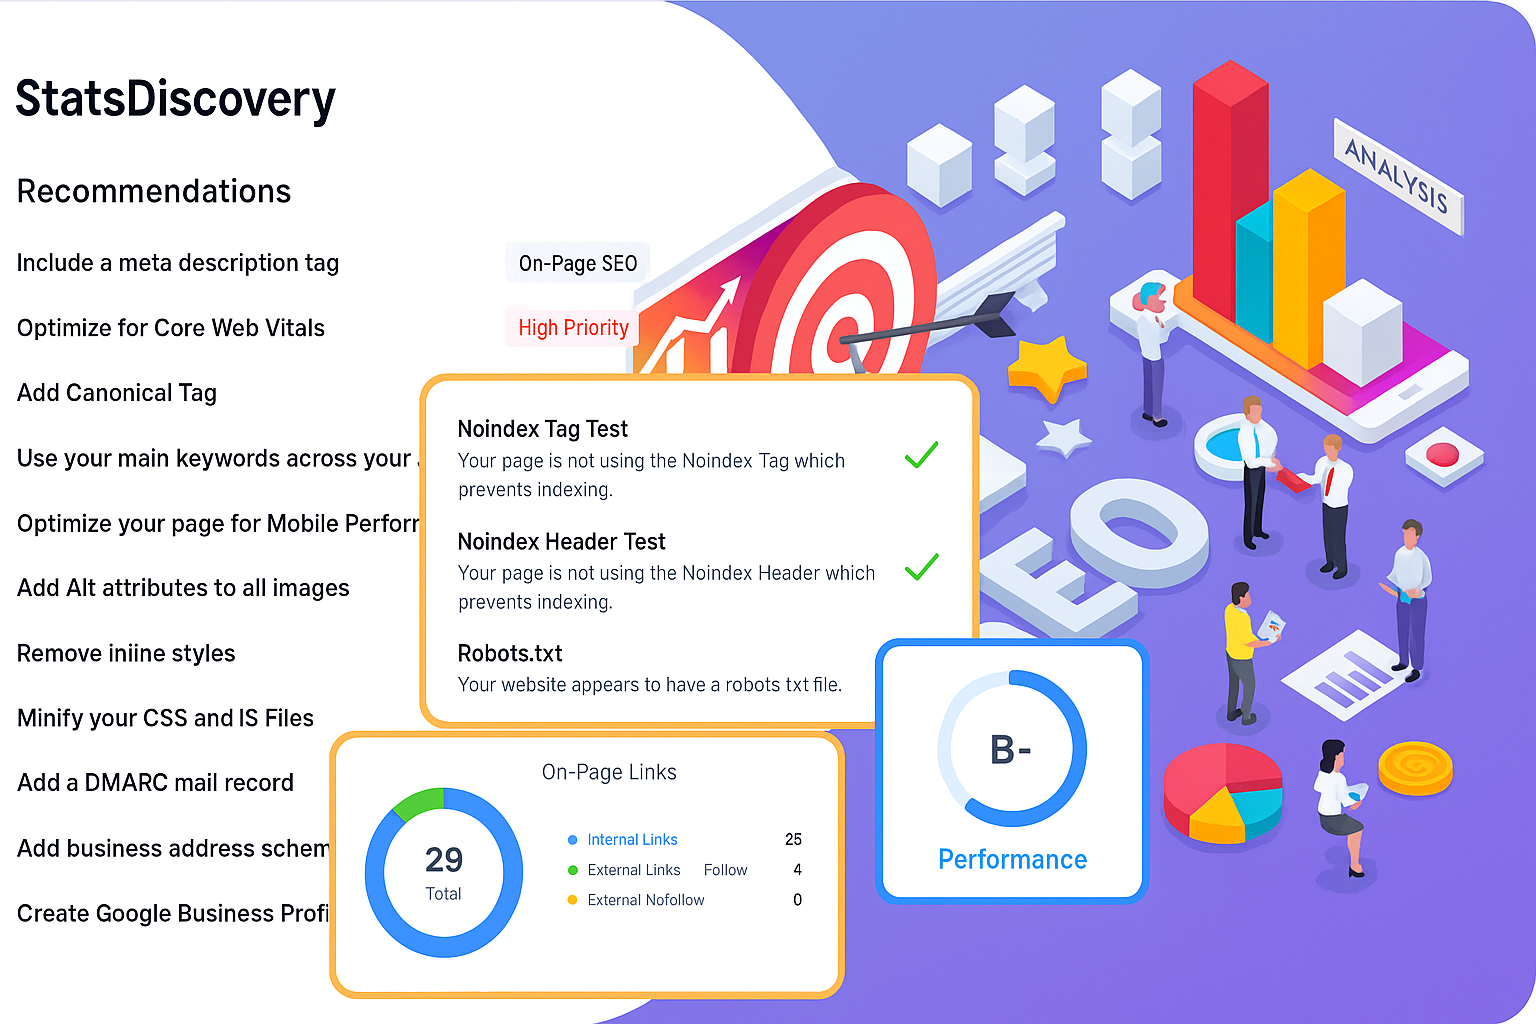 StatsDiscovery
Recommendations
Include a meta description tag
On-Page SEO
Optimize for Core Web Vitals
High Priority
Add Canonical Tag
Use your main keywords across your
Optimize your page for Mobile Perfor
Add Alt attributes to all images
Remove iniine styles
Minify your CSS and IS Files
Add a DMARC mail record
Add business address schem
Create Google Business Profi
Noindex Tag Test
Your page is not using the Noindex Tag which
prevents indexing.
Noindex Header Test
Your page is not using the Noindex Header which
prevents indexing.
Robots.txt
Your website appears to have a robots txt file.
On-Page Links
29
Total
Internal Links 25
External Links Follow 4
External Nofollow 0
B-
Performance
ANALYSIS
EO